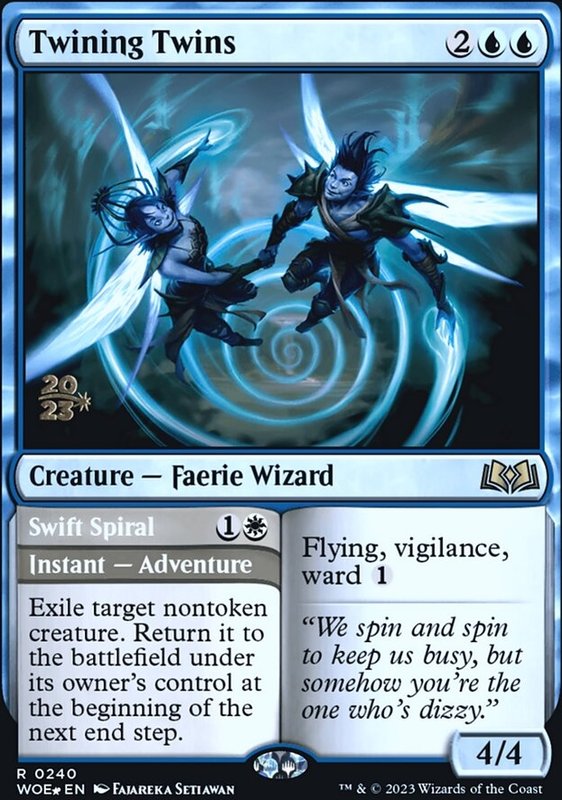 Twining Twins 2
20
23
Creature — Faerie Wizard
Swift Spiral 1
Instant — Adventure
Exile target nontoken
creature. Return it to
the battlefield under
its owner's control at
the beginning of the
next end step.
Flying, vigilance,
ward 1
“We spin and spin
to keep us busy, but
somehow you're the
one who's dizzy.”
4/4
R 0240
WOE★EN Fajareka Setiawan
™ & © 2023 Wizards of the Coast